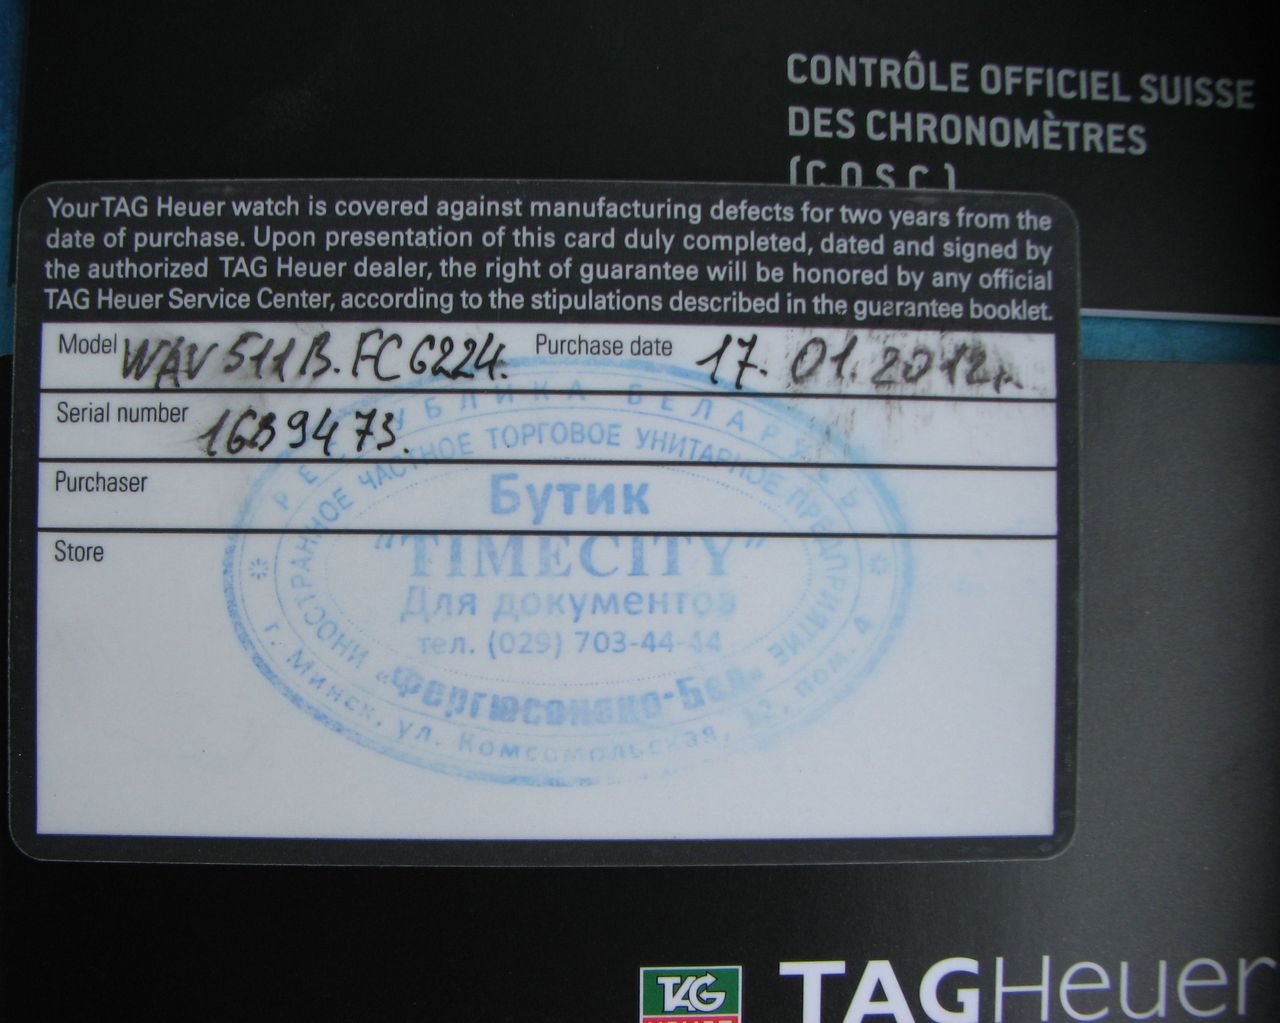 CONTRÔLE OFFICIEL SUISSE
DES CHRONOMÈTRES
(C.O.S.C.)
Your TAG Heuer watch is covered against manufacturing defects for two years from the
date of purchase. Upon presentation of this card duly completed, dated and signed by
the authorized TAG Heuer dealer, the right of guarantee will be honored by any official
TAG Heuer Service Center, according to the stipulations described in the guarantee booklet.
Model WAV511B.FC6224. Purchase date 17.01.2012г.
Serial number 16B9473.
Purchaser
Store
РЕСПУБЛИКА БЕЛАРУСЬ
ИНОСТРАННОЕ ЧАСТНОЕ ТОРГОВОЕ УНИТАРНОЕ ПРЕДПРИЯТИЕ
Бутик
"TIMECITY"
Для документов
тел. (029) 703-44-44
«Фергюсонско-Бел»
г. Минск, ул. Комсомольская, 12, пом. 4
TAG
HEUER
TAGHeuer